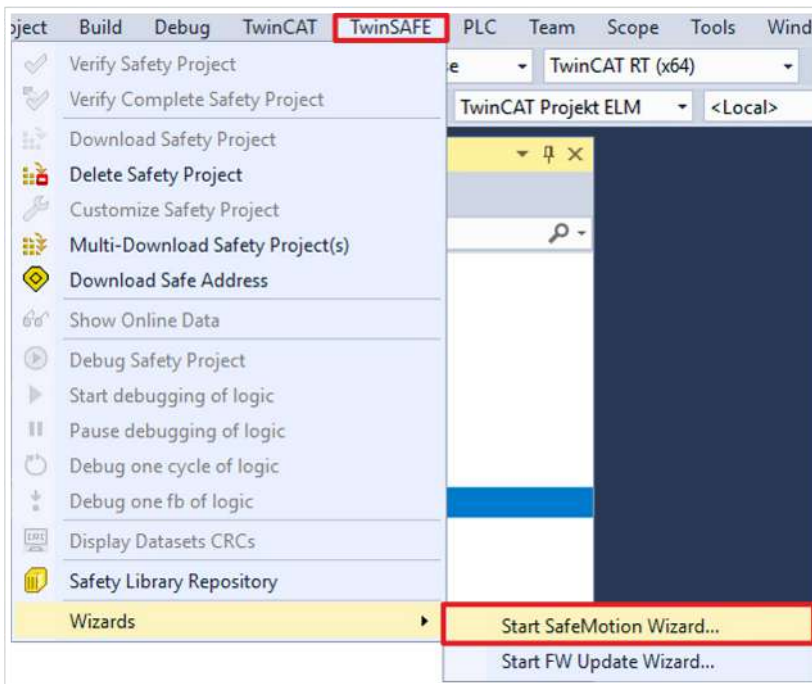 oject Build Debug TwinCAT TwinSAFE PLC Team Scope Tools Wind
Verify Safety Project
se TwinCAT RT (x64)
Verify Complete Safety Project
TwinCAT Projekt ELM <Local>
Download Safety Project
Delete Safety Project
Customize Safety Project
Multi-Download Safety Project(s)
Download Safe Address
Show Online Data
Debug Safety Project
Start debugging of logic
Pause debugging of logic
Debug one cycle of logic
Debug one fb of logic
Display Datasets CRCs
Safety Library Repository
Wizards
Start SafeMotion Wizard...
Start FW Update Wizard...